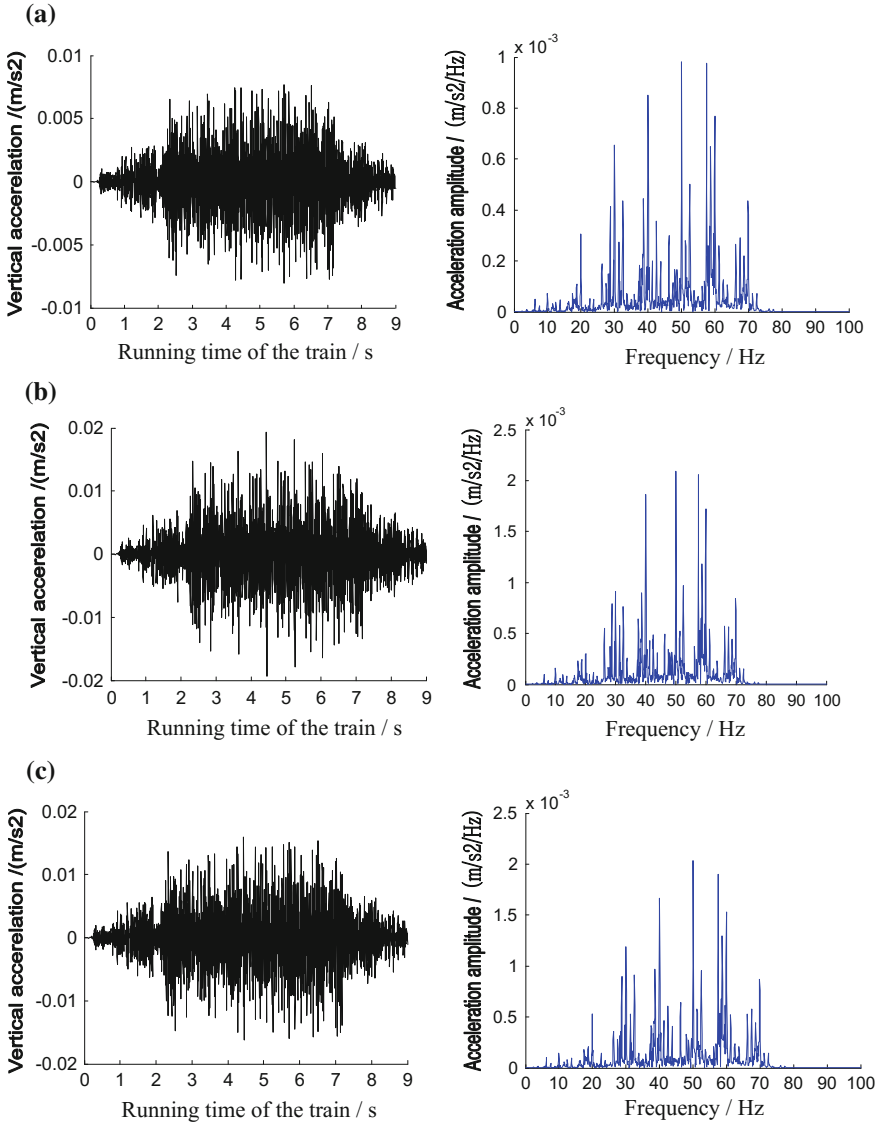 (a)
Vertical accerelation /(m/s2)
0.01
0.005
0
-0.005
-0.01
0 1 2 3 4 5 6 7 8 9
Running time of the train / s
Acceleration amplitude / (m/s2/Hz)
x 10-3
1
0.8
0.6
0.4
0.2
0
0 10 20 30 40 50 60 70 80 90 100
Frequency / Hz
(b)
Vertical accerelation /(m/s2)
0.02
0.01
0
-0.01
-0.02
0 1 2 3 4 5 6 7 8 9
Running time of the train / s
Acceleration amplitude / (m/s2/Hz)
x 10-3
2.5
2
1.5
1
0.5
0
0 10 20 30 40 50 60 70 80 90 100
Frequency / Hz
(c)
Vertical accerelation /(m/s2)
0.02
0.01
0
-0.01
-0.02
0 1 2 3 4 5 6 7 8 9
Running time of the train / s
Acceleration amplitude / (m/s2/Hz)
x 10-3
2.5
2
1.5
1
0.5
0
0 10 20 30 40 50 60 70 80 90 100
Frequency / Hz